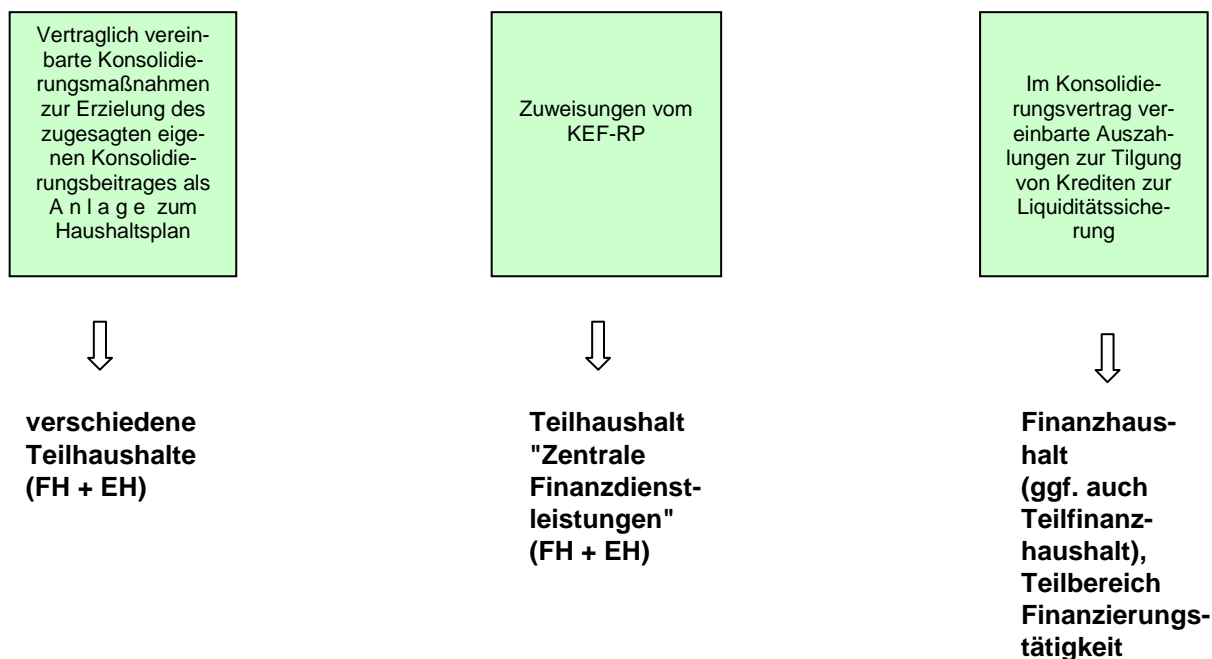 Vertraglich verein-
barte Konsolidie-
rungsmaßnahmen
zur Erzielung des
zugesagten eige-
nen Konsolidie-
rungsbeitrages als
A n l a g e zum
Haushaltsplan
Zuweisungen vom
KEF-RP
Im Konsolidie-
rungsvertrag ver-
einbarte Auszah-
lungen zur Tilgung
von Krediten zur
Liquiditätssiche-
rung
verschiedene
Teilhaushalte
(FH + EH)
Teilhaushalt
"Zentrale
Finanzdienst-
leistungen"
(FH + EH)
Finanzhaus-
halt
(ggf. auch
Teilfinanz-
haushalt),
Teilbereich
Finanzierungs-
tätigkeit